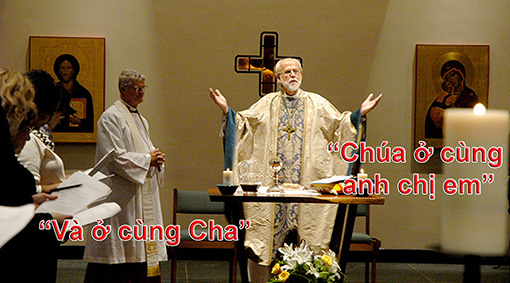 “Chúa ở cùng
anh chị em”
“Và ở cùng Cha”